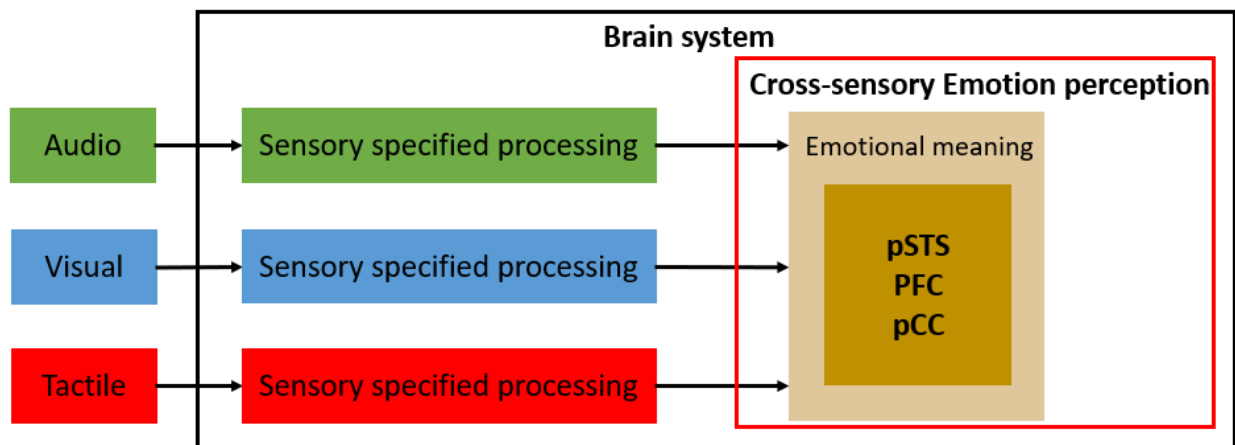 Brain system
Cross-sensory Emotion perception
Audio
Sensory specified processing
Emotional meaning
Visual
Sensory specified processing
pSTS
PFC
pCC
Tactile
Sensory specified processing